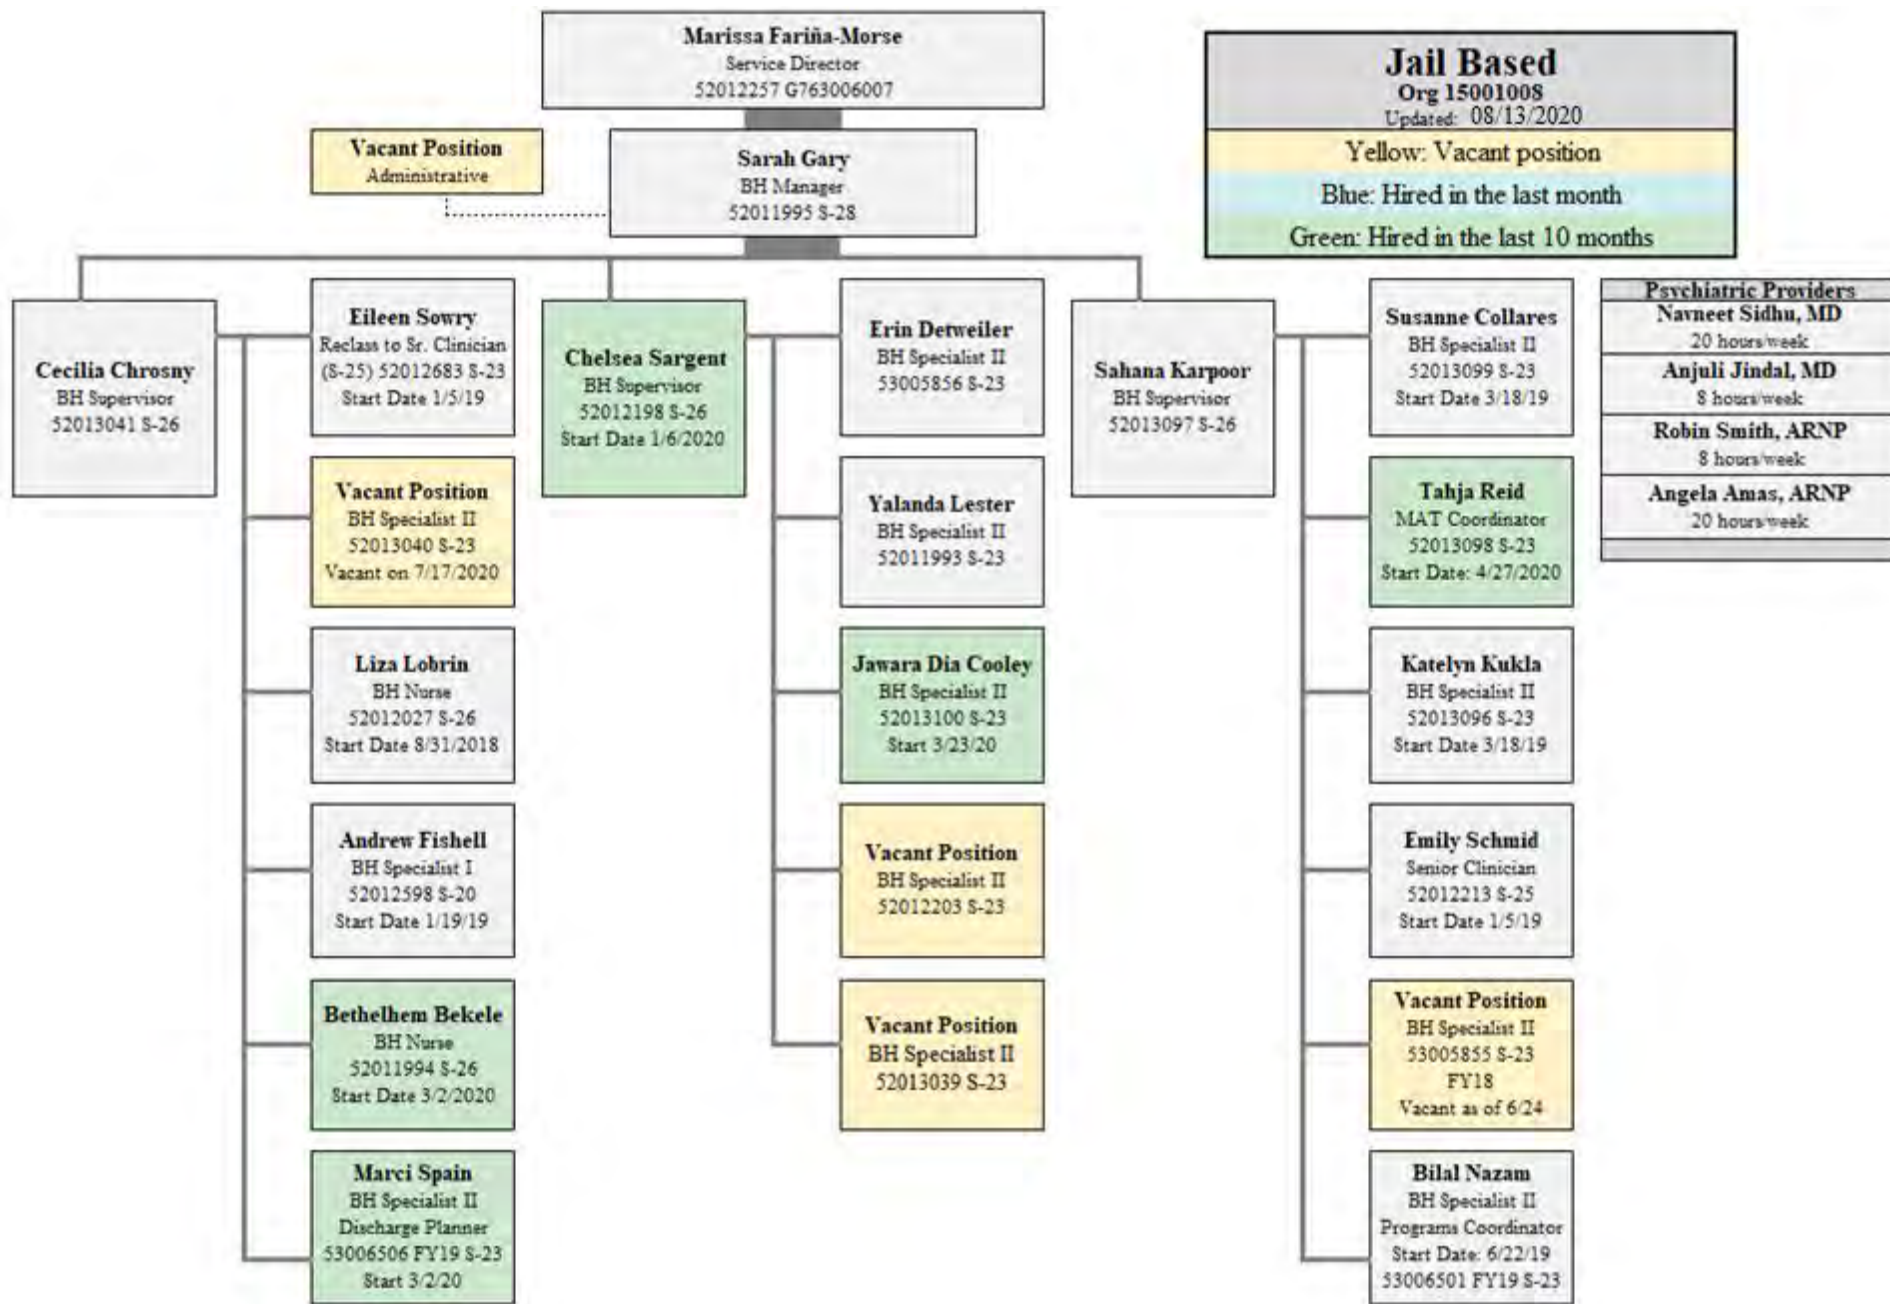 Marissa Fariña-Morse
Service Director
52012257 G763006007
Jail Based
Org 1500100S
Updated: 08/13/2020
Yellow: Vacant position
Blue: Hired in the last month
Green: Hired in the last 10 months
Vacant Position
Administrative
Sarah Gary
BH Manager
52011995 S-28
Cecilia Chrosny
BH Supervisor
52013041 S-26
Eileen Sowry
Reclass to Sr. Clinician
(S-25) 52012683 S-23
Start Date 1/5/19
Vacant Position
BH Specialist II
52013040 S-23
Vacant on 7/17/2020
Liza Lobrin
BH Nurse
52012027 S-26
Start Date 8/31/2018
Andrew Fishell
BH Specialist I
52012598 S-20
Start Date 1/19/19
Bethelhem Bekele
BH Nurse
52011994 S-26
Start Date 3/2/2020
Marci Spain
BH Specialist II
Discharge Planner
53006506 FY19 S-23
Start 3/2/20
Chelsea Sargent
BH Supervisor
52012198 S-26
Start Date 1/6/2020
Erin Detweiler
BH Specialist II
53005856 S-23
Yalanda Lester
BH Specialist II
52011993 S-23
Jawara Dia Cooley
BH Specialist II
52013100 S-23
Start 3/23/20
Vacant Position
BH Specialist II
52012203 S-23
Vacant Position
BH Specialist II
52013039 S-23
Sahana Karpoor
BH Supervisor
52013097 S-26
Susanne Collares
BH Specialist II
52013099 S-23
Start Date 3/18/19
Tahja Reid
MAT Coordinator
52013098 S-23
Start Date: 4/27/2020
Katelyn Kukla
BH Specialist II
52013096 S-23
Start Date 3/18/19
Emily Schmid
Senior Clinician
52012213 S-25
Start Date 1/5/19
Vacant Position
BH Specialist II
53005855 S-23
FY18
Vacant as of 6/24
Bilal Nazam
BH Specialist II
Programs Coordinator
Start Date: 6/22/19
53006501 FY19 S-23
Psychiatric Providers
Navneet Sidhu, MD
20 hours/week
Anjuli Jindal, MD
8 hours/week
Robin Smith, ARNP
8 hours/week
Angela Amas, ARNP
20 hours/week